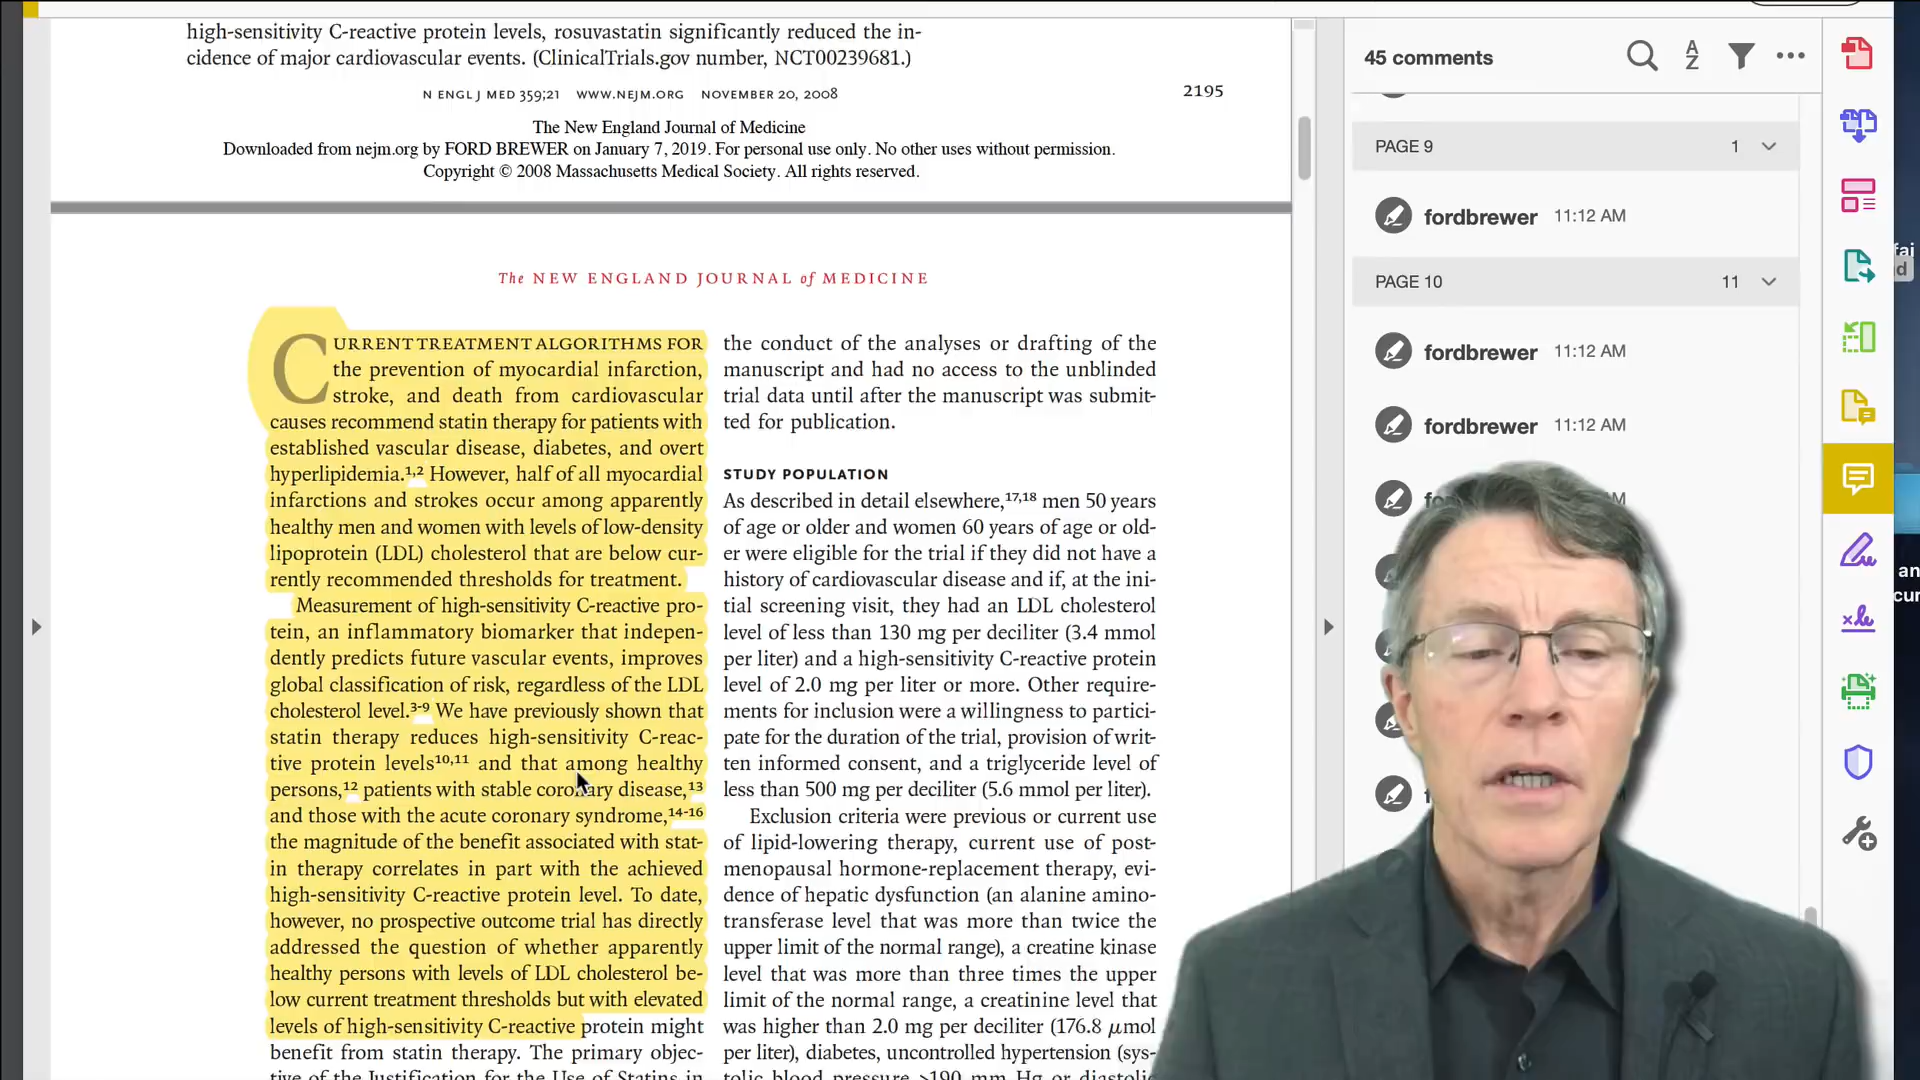 high-sensitivity C-reactive protein levels, rosuvastatin significantly reduced the in-
cidence of major cardiovascular events. (ClinicalTrials.gov number, NCT00239681.)
N ENGL J MED 359;21 WWW.NEJM.ORG NOVEMBER 20, 2008
2195
The New England Journal of Medicine
Downloaded from nejm.org by FORD BREWER on January 7, 2019. For personal use only. No other uses without permission.
Copyright © 2008 Massachusetts Medical Society. All rights reserved.
The NEW ENGLAND JOURNAL of MEDICINE
CURRENT TREATMENT ALGORITHMS FOR
the prevention of myocardial infarction,
stroke, and death from cardiovascular
causes recommend statin therapy for patients with
established vascular disease, diabetes, and overt
hyperlipidemia.1,2 However, half of all myocardial
infarctions and strokes occur among apparently
healthy men and women with levels of low-density
lipoprotein (LDL) cholesterol that are below cur-
rently recommended thresholds for treatment.
Measurement of high-sensitivity C-reactive pro-
tein, an inflammatory biomarker that indepen-
dently predicts future vascular events, improves
global classification of risk, regardless of the LDL
cholesterol level.3-9 We have previously shown that
statin therapy reduces high-sensitivity C-reac-
tive protein levels10,11 and that among healthy
persons,12 patients with stable coronary disease,13
and those with the acute coronary syndrome,14-16
the magnitude of the benefit associated with stat-
in therapy correlates in part with the achieved
high-sensitivity C-reactive protein level. To date,
however, no prospective outcome trial has directly
addressed the question of whether apparently
healthy persons with levels of LDL cholesterol be-
low current treatment thresholds but with elevated
levels of high-sensitivity C-reactive protein might
benefit from statin therapy. The primary objec-
tive of the Justification for the Use of Statins in
the conduct of the analyses or drafting of the
manuscript and had no access to the unblinded
trial data until after the manuscript was submit-
ted for publication.
STUDY POPULATION
As described in detail elsewhere,17,18 men 50 years
of age or older and women 60 years of age or old-
er were eligible for the trial if they did not have a
history of cardiovascular disease and if, at the ini-
tial screening visit, they had an LDL cholesterol
level of less than 130 mg per deciliter (3.4 mmol
per liter) and a high-sensitivity C-reactive protein
level of 2.0 mg per liter or more. Other require-
ments for inclusion were a willingness to partici-
pate for the duration of the trial, provision of writ-
ten informed consent, and a triglyceride level of
less than 500 mg per deciliter (5.6 mmol per liter).
Exclusion criteria were previous or current use
of lipid-lowering therapy, current use of post-
menopausal hormone-replacement therapy, evi-
dence of hepatic dysfunction (an alanine amino-
transferase level that was more than twice the
upper limit of the normal range), a creatine kinase
level that was more than three times the upper
limit of the normal range, a creatinine level that
was higher than 2.0 mg per deciliter (176.8 μmol
per liter), diabetes, uncontrolled hypertension (sys-
tolic blood pressure >190 mm Hg or diastolic
45 comments
PAGE 9 1
fordbrewer 11:12 AM
PAGE 10 11
fordbrewer 11:12 AM
fordbrewer 11:12 AM